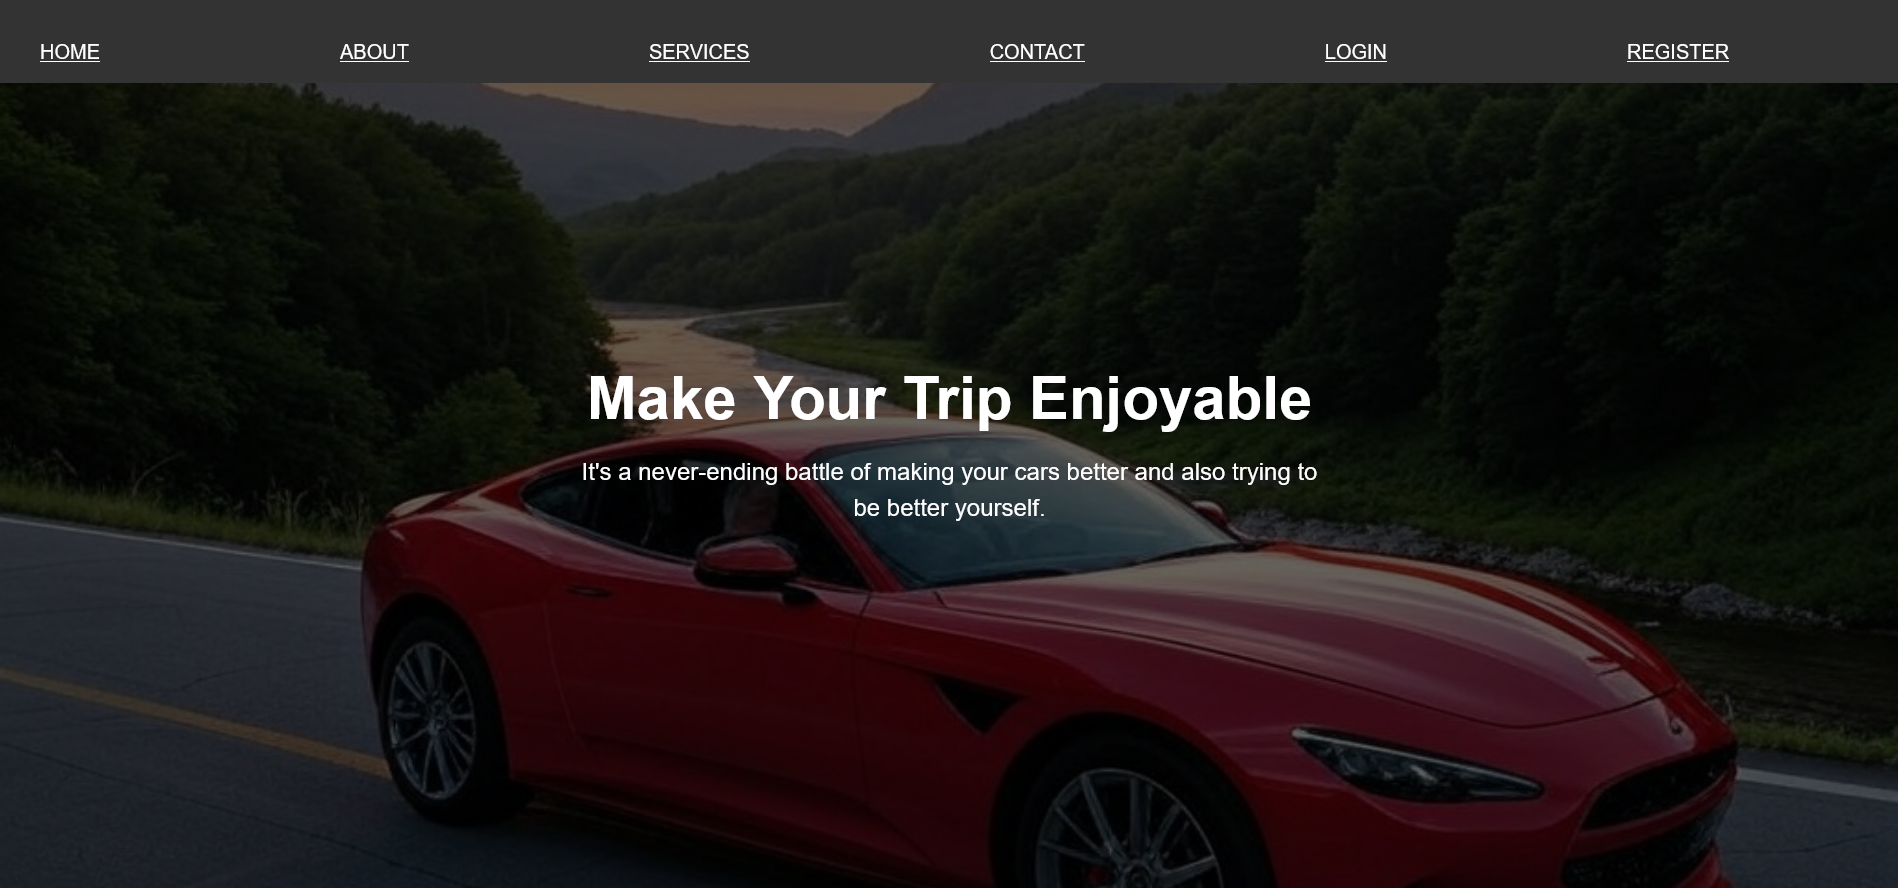 HOME ABOUT SERVICES CONTACT LOGIN REGISTER
Make Your Trip Enjoyable
It's a never-ending battle of making your cars better and also trying to
be better yourself.